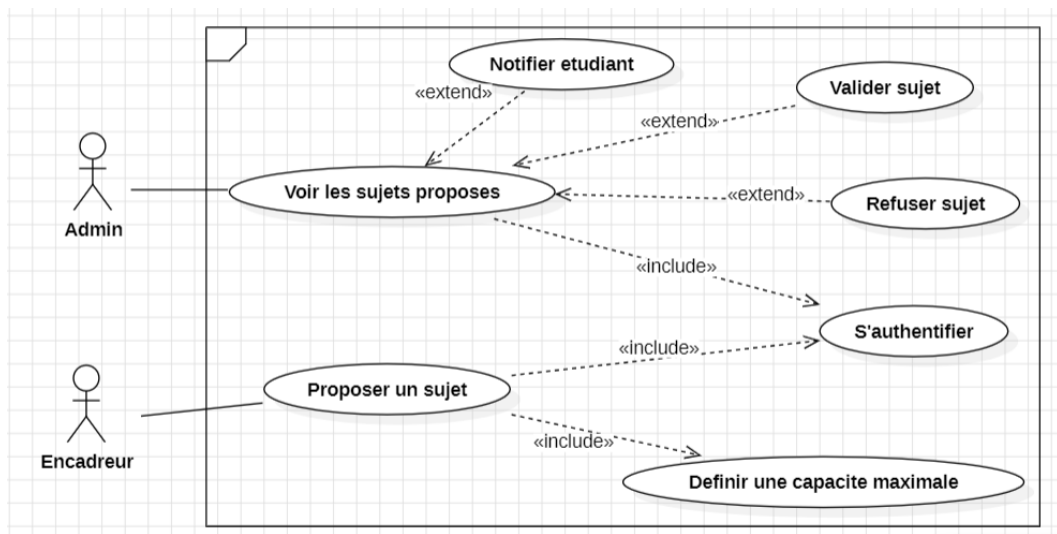 Notifier etudiant
«extend»
Valider sujet
«extend»
Voir les sujets proposes
«extend»
Refuser sujet
Admin
«include»
S'authentifier
«include»
Proposer un sujet
«include»
Encadreur
Definir une capacite maximale